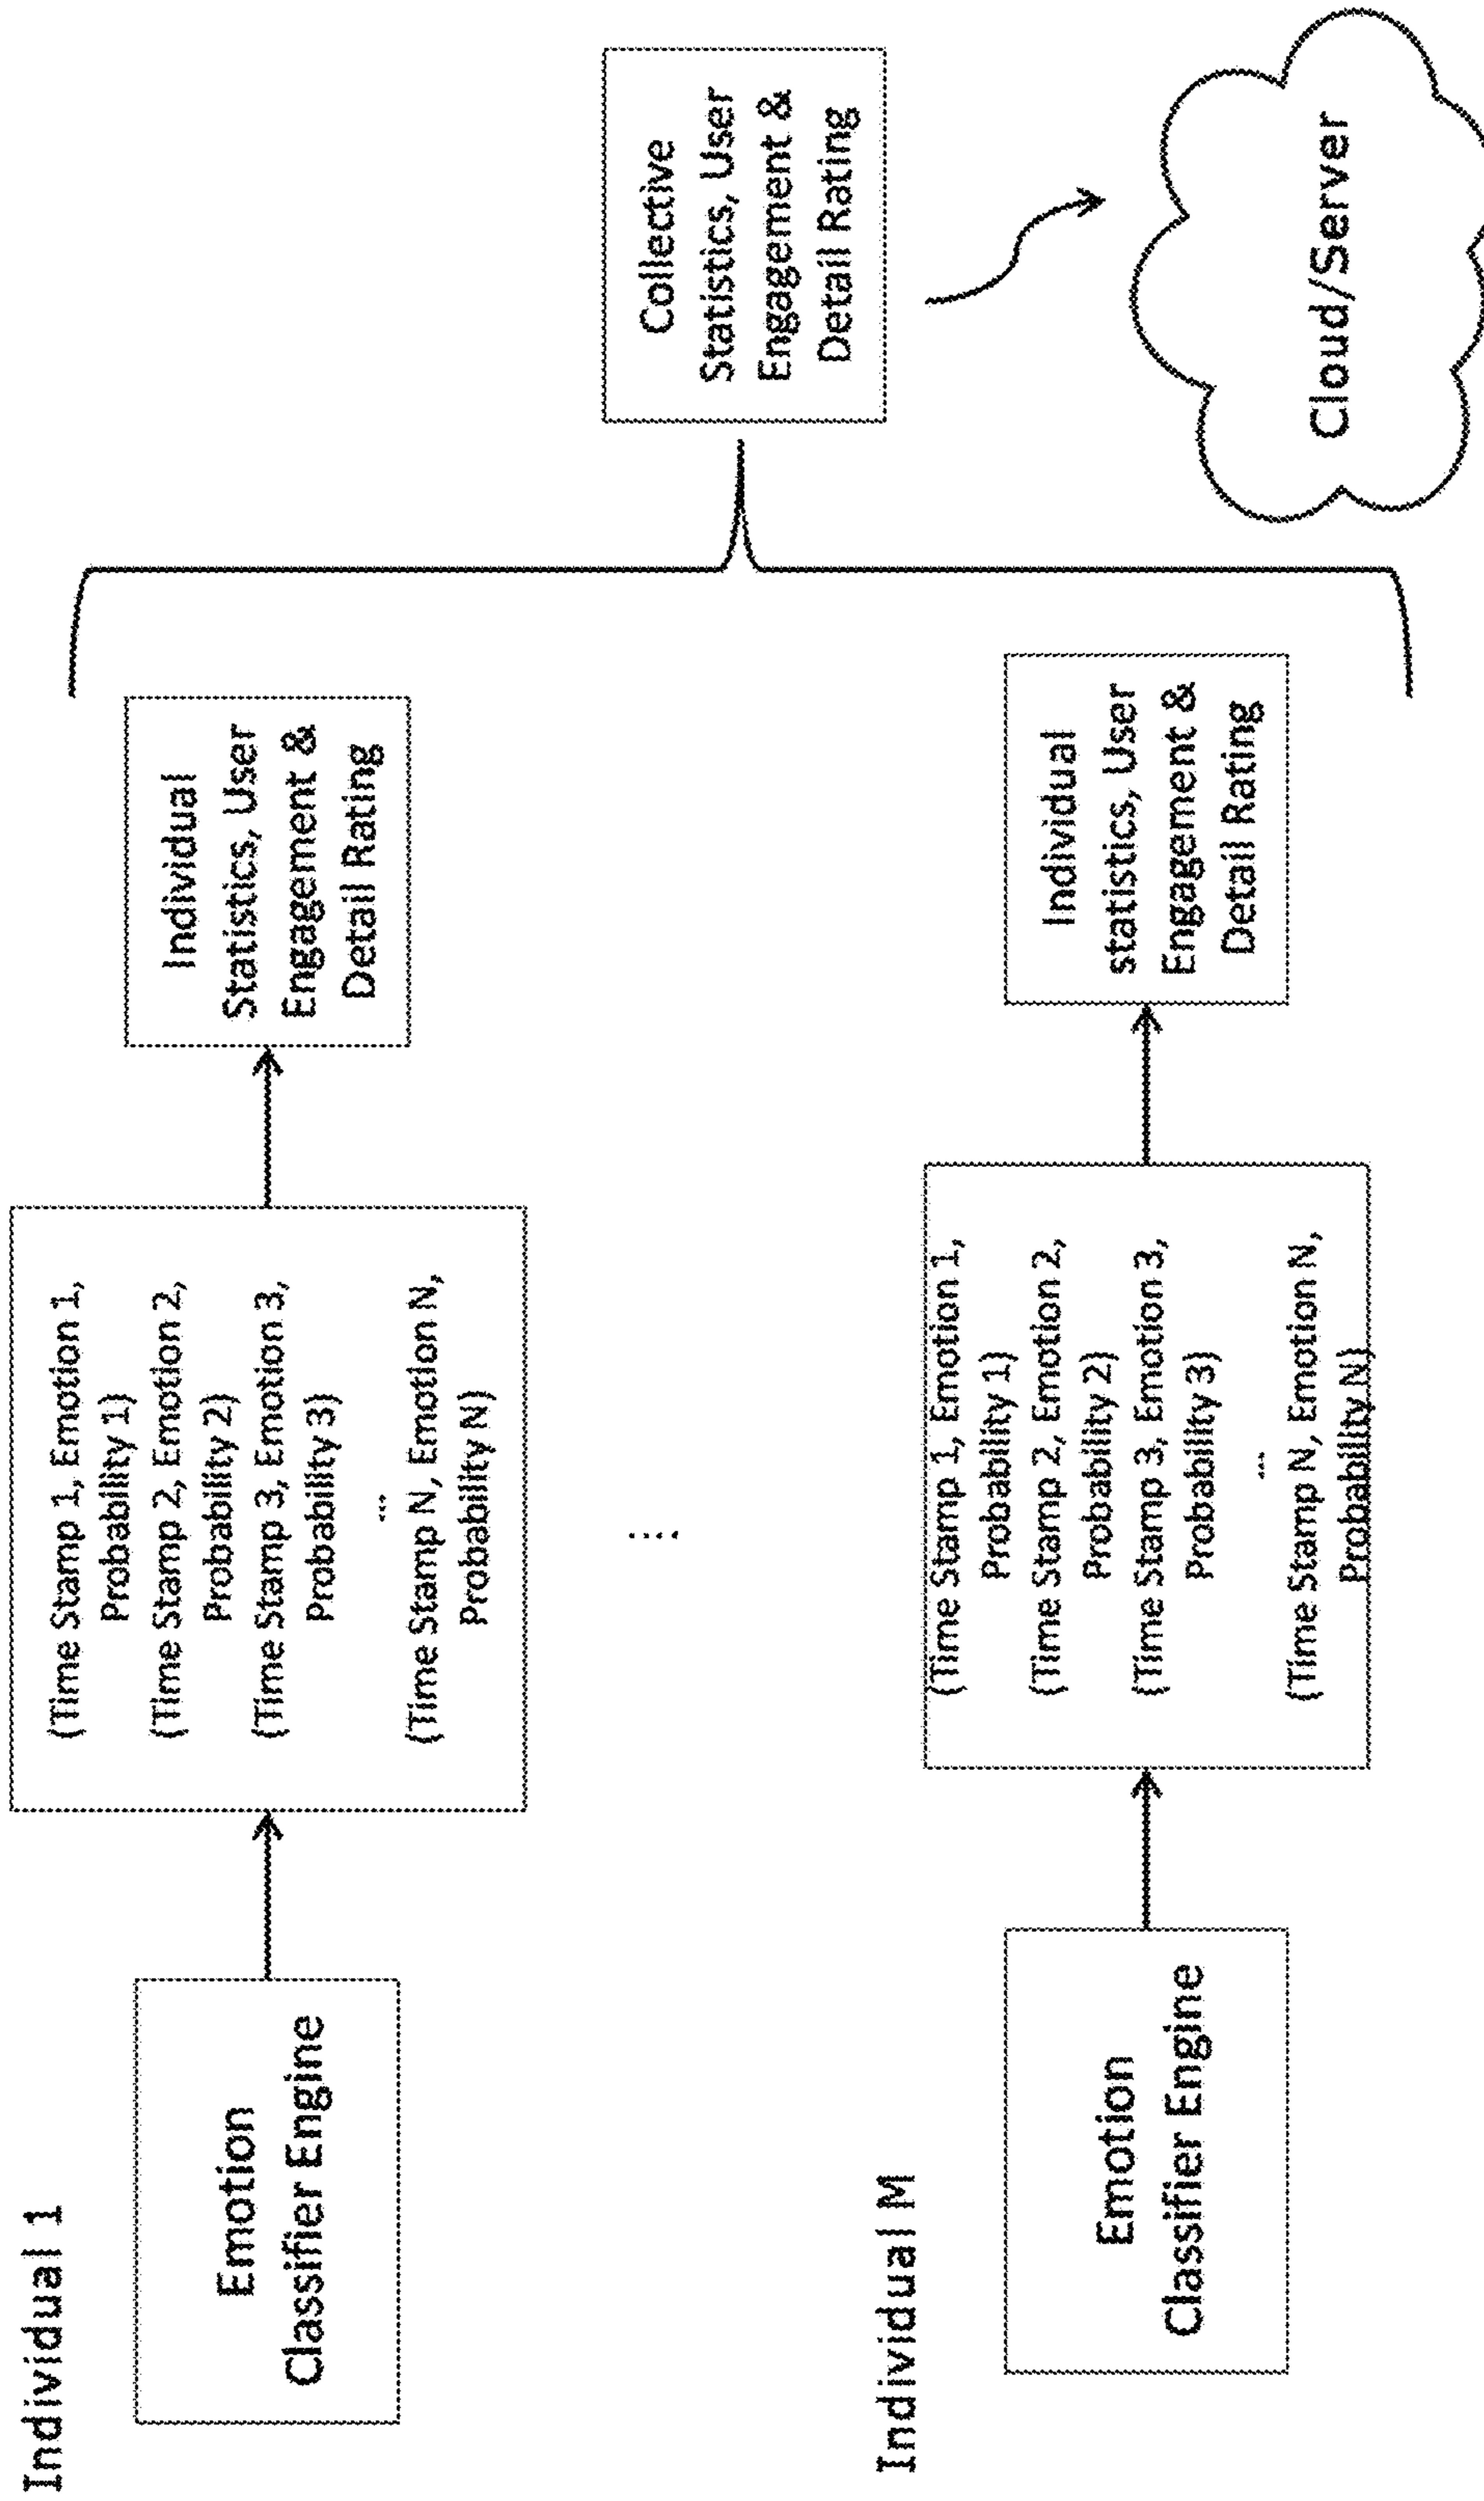 Individual 1
Emotion
Classifier Engine
(Time Stamp 1, Emotion 1,
Probability 1)
(Time Stamp 2, Emotion 2,
Probability 2)
(Time Stamp 3, Emotion 3,
Probability 3)
...
(Time Stamp N, Emotion N,
Probability N)
Individual
Statistics, User
Engagement &
Detail Rating
...
Individual M
Emotion
Classifier Engine
(Time Stamp 1, Emotion 1,
Probability 1)
(Time Stamp 2, Emotion 2,
Probability 2)
(Time Stamp 3, Emotion 3,
Probability 3)
...
(Time Stamp N, Emotion N,
Probability N)
Individual
statistics, User
Engagement &
Detail Rating
Collective
Statistics, User
Engagement &
Detail Rating
Cloud/Server